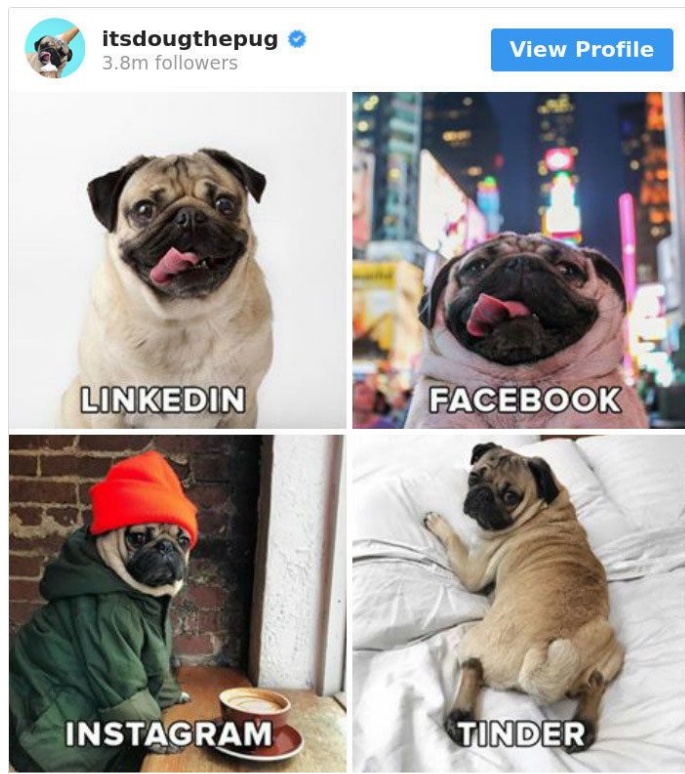 itsdougthepug
3.8m followers
View Profile
LINKEDIN
FACEBOOK
INSTAGRAM
TINDER